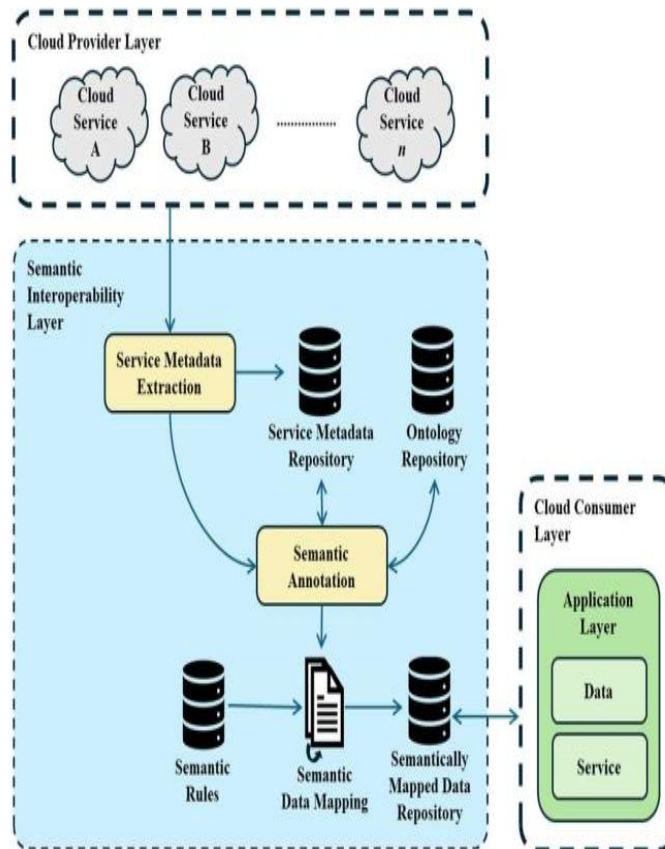 Cloud Provider Layer
Cloud
Service
A
Cloud
Service
B
................
Cloud
Service
n
Semantic
Interoperability
Layer
Service Metadata
Extraction
Service Metadata
Repository
Ontology
Repository
Semantic
Annotation
Semantic
Rules
Semantic
Data Mapping
Semantically
Mapped Data
Repository
Cloud Consumer
Layer
Application
Layer
Data
Service